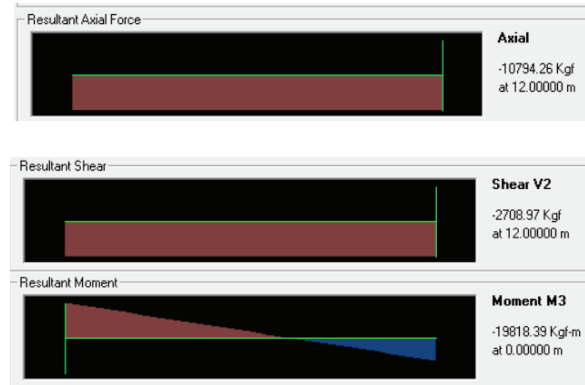 Resultant Axial Force
Axial
-10794.26 Kgf
at 12.00000 m
Resultant Shear
Shear V2
-2708.97 Kgf
at 12.00000 m
Resultant Moment
Moment M3
-19818.39 Kgf-m
at 0.00000 m